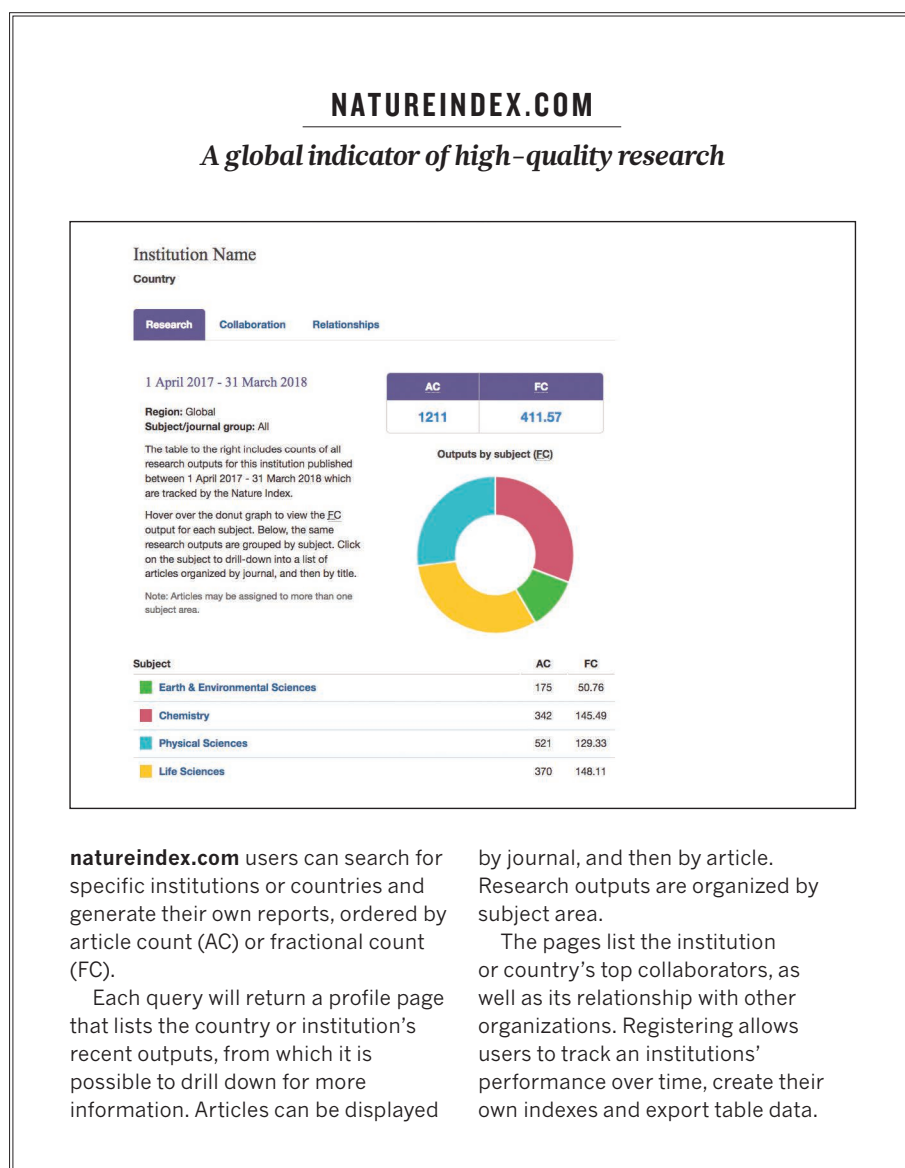 NATUREINDEX.COM
A global indicator of high-quality research
Institution Name
Country
Research Collaboration Relationships
1 April 2017 - 31 March 2018
Region: Global
Subject/journal group: All
The table to the right includes counts of all
research outputs for this institution published
between 1 April 2017 - 31 March 2018 which
are tracked by the Nature Index.
Hover over the donut graph to view the FC
output for each subject. Below, the same
research outputs are grouped by subject. Click
on the subject to drill-down into a list of
articles organized by journal, and then by title.
Note: Articles may be assigned to more than one
subject area.
AC FC
1211 411.57
Outputs by subject (FC)
Subject AC FC
Earth & Environmental Sciences 175 50.76
Chemistry 342 145.49
Physical Sciences 521 129.33
Life Sciences 370 148.11
natureindex.com users can search for
specific institutions or countries and
generate their own reports, ordered by
article count (AC) or fractional count
(FC).
Each query will return a profile page
that lists the country or institution's
recent outputs, from which it is
possible to drill down for more
information. Articles can be displayed
by journal, and then by article.
Research outputs are organized by
subject area.
The pages list the institution
or country's top collaborators, as
well as its relationship with other
organizations. Registering allows
users to track an institutions'
performance over time, create their
own indexes and export table data.